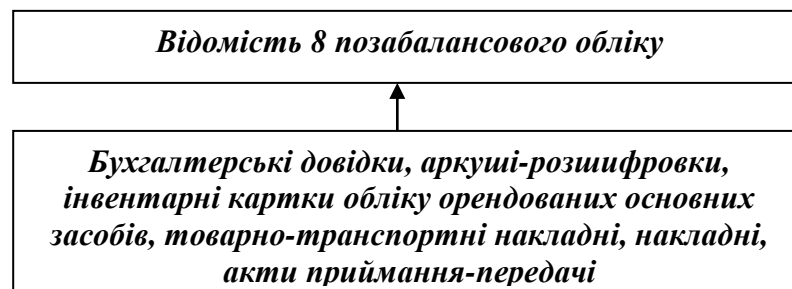 Відомість 8 позабалансового обліку
Бухгалтерські довідки, аркуші-розшифровки,
інвентарні картки обліку орендованих основних
засобів, товарно-транспортні накладні, накладні,
акти приймання-передачі